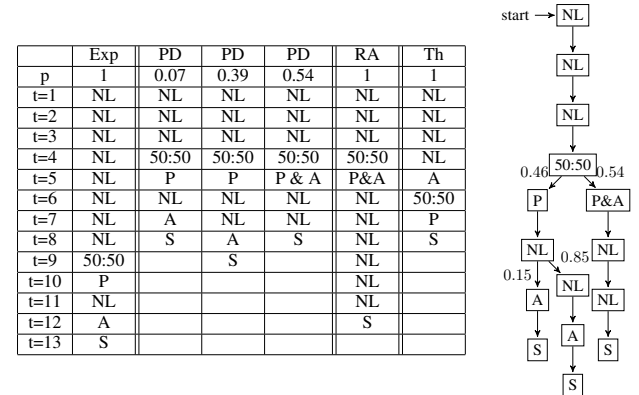 Exp PD PD PD RA Th
p 1 0.07 0.39 0.54 1 1
t=1 NL NL NL NL NL NL
t=2 NL NL NL NL NL NL
t=3 NL NL NL NL NL NL
t=4 NL 50:50 50:50 50:50 50:50 NL
t=5 NL P P P & A P&A A
t=6 NL NL NL NL NL 50:50
t=7 NL A NL NL NL P
t=8 NL S A S NL S
t=9 50:50 S NL
t=10 P NL
t=11 NL NL
t=12 A S
t=13 S
start NL
NL
NL
50:50
0.46 0.54
P P&A
NL NL
0.85
0.15 NL
A NL
A
S S
S